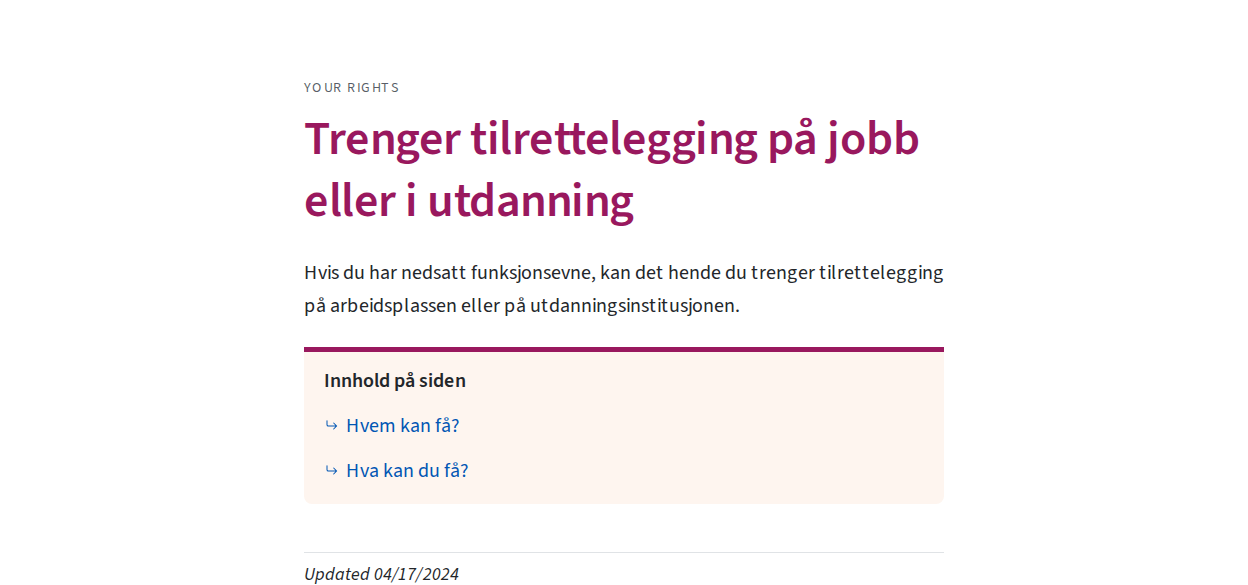 YOUR RIGHTS
Trenger tilrettelegging på jobb
eller i utdanning
Hvis du har nedsatt funksjonsevne, kan det hende du trenger tilrettelegging
på arbeidsplassen eller på utdanningsinstitusjonen.
Innhold på siden
Hvem kan få?
Hva kan du få?
Updated 04/17/2024